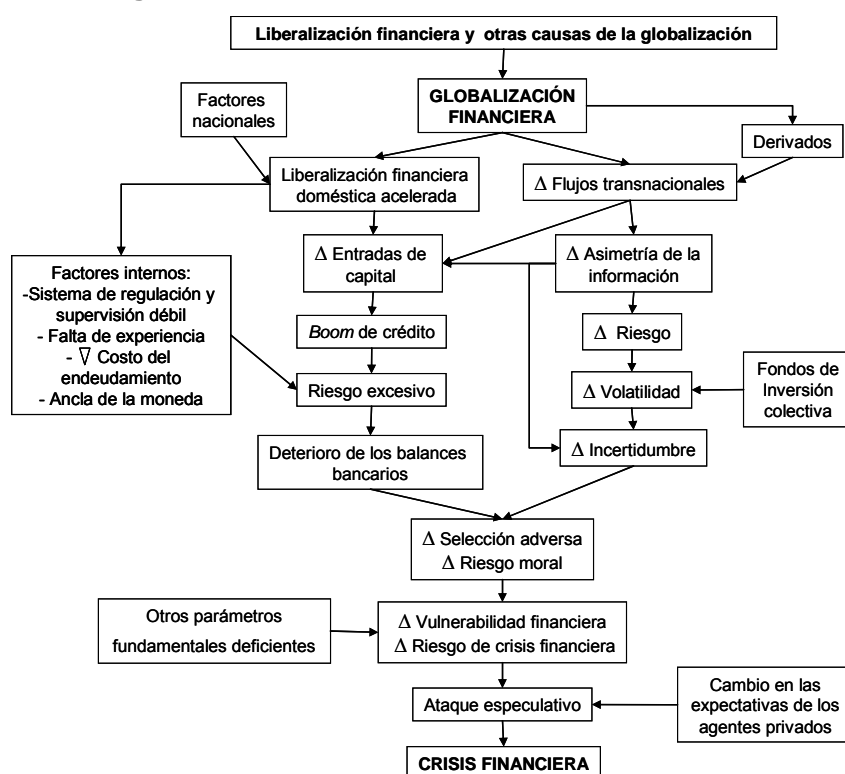 Liberalización financiera y otras causas de la globalización
GLOBALIZACIÓN
FINANCIERA
Factores
nacionales
Derivados
Liberalización financiera
doméstica acelerada
Δ Flujos transnacionales
Δ Entradas de
capital
Δ Asimetría de la
información
Factores internos:
-Sistema de regulación y
supervisión débil
- Falta de experiencia
- ∇ Costo del
endeudamiento
- Ancla de la moneda
Boom de crédito
Δ Riesgo
Riesgo excesivo
Δ Volatilidad
Fondos de
Inversión
colectiva
Deterioro de los balances
bancarios
Δ Incertidumbre
Δ Selección adversa
Δ Riesgo moral
Otros parámetros
fundamentales deficientes
Δ Vulnerabilidad financiera
Δ Riesgo de crisis financiera
Ataque especulativo
Cambio en las
expectativas de los
agentes privados
CRISIS FINANCIERA